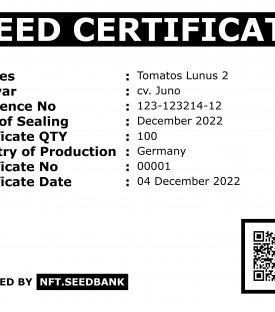 EED CERTIFICAT
es : Tomatos Lunus 2
var : cv. Juno
ence No : 123-123214-12
of Sealing : December 2022
ficate QTY : 100
try of Production : Germany
ficate No : 00001
ficate Date : 04 December 2022
ED BY NFT.SEEDBANK